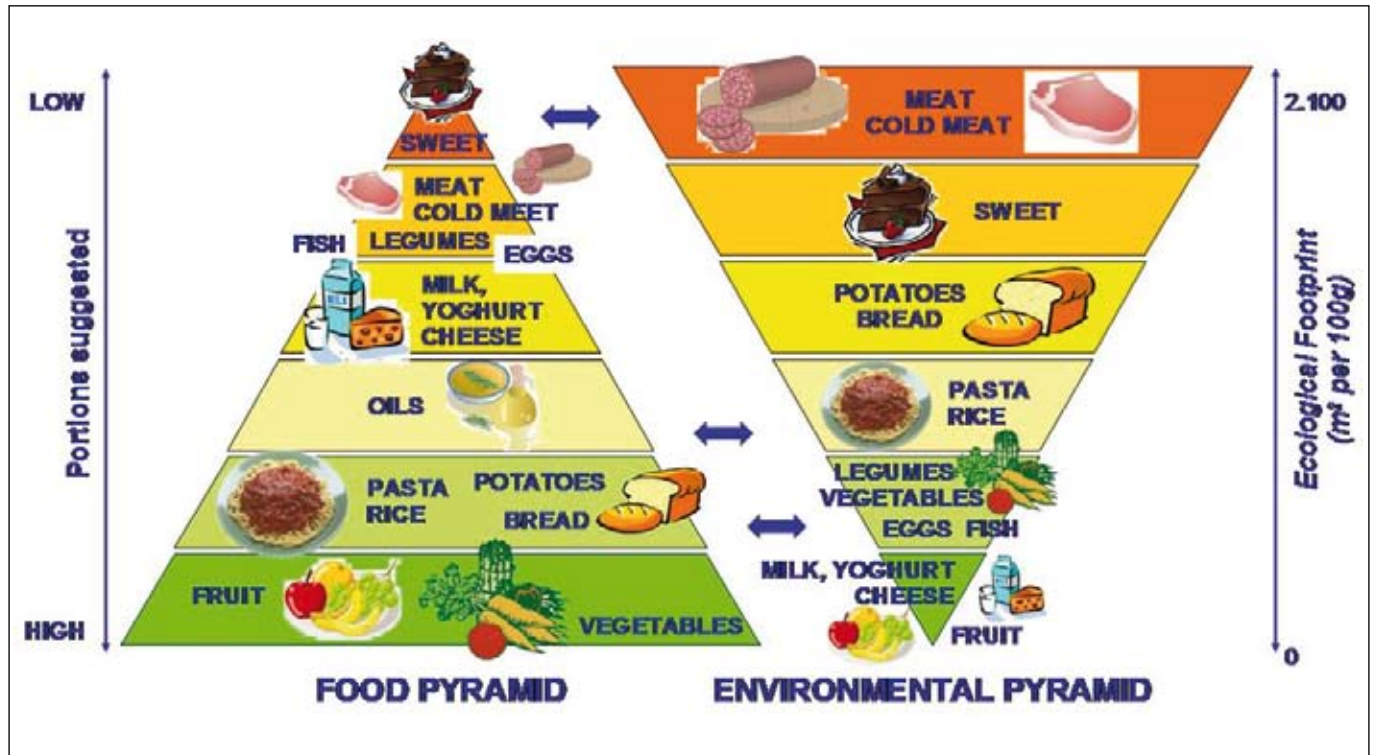 LOW
Portions suggested
HIGH
SWEET
MEAT
COLD MEET
FISH LEGUMES EGGS
MILK,
YOGHURT
CHEESE
OILS
PASTA
RICE
POTATOES
BREAD
FRUIT
VEGETABLES
FOOD PYRAMID
MEAT
COLD MEAT
SWEET
POTATOES
BREAD
PASTA
RICE
LEGUMES
VEGETABLES
EGGS FISH
MILK, YOGHURT
CHEESE
FRUIT
ENVIRONMENTAL PYRAMID
2.100
Ecological Footprint
(m² per 100g)
0